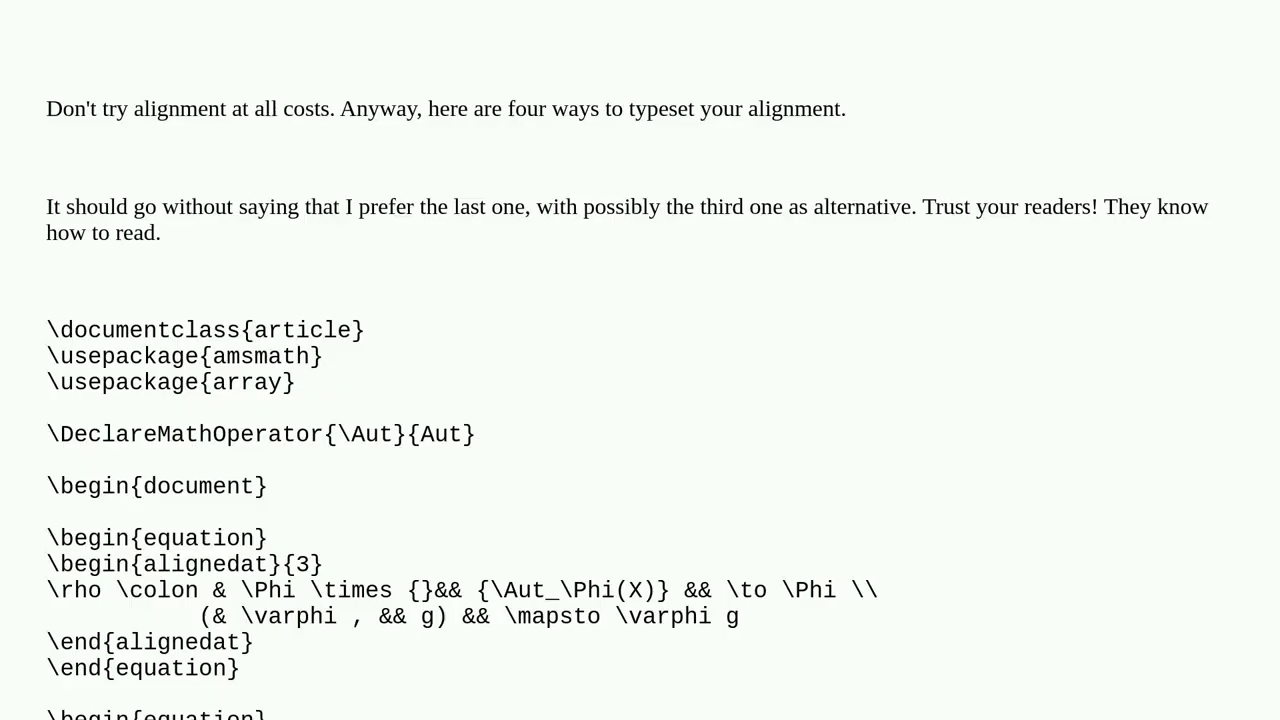 Don't try alignment at all costs. Anyway, here are four ways to typeset your alignment.
It should go without saying that I prefer the last one, with possibly the third one as alternative. Trust your readers! They know
how to read.
\documentclass{article}
\usepackage{amsmath}
\usepackage{array}
\DeclareMathOperator{\Aut}{Aut}
\begin{document}
\begin{equation}
\begin{alignedat}{3}
\rho \colon & \Phi \times {}&& {\Aut_\Phi(X)} && \to \Phi \\
(& \varphi , && g) && \mapsto \varphi g
\end{alignedat}
\end{equation}
\begin{equation}